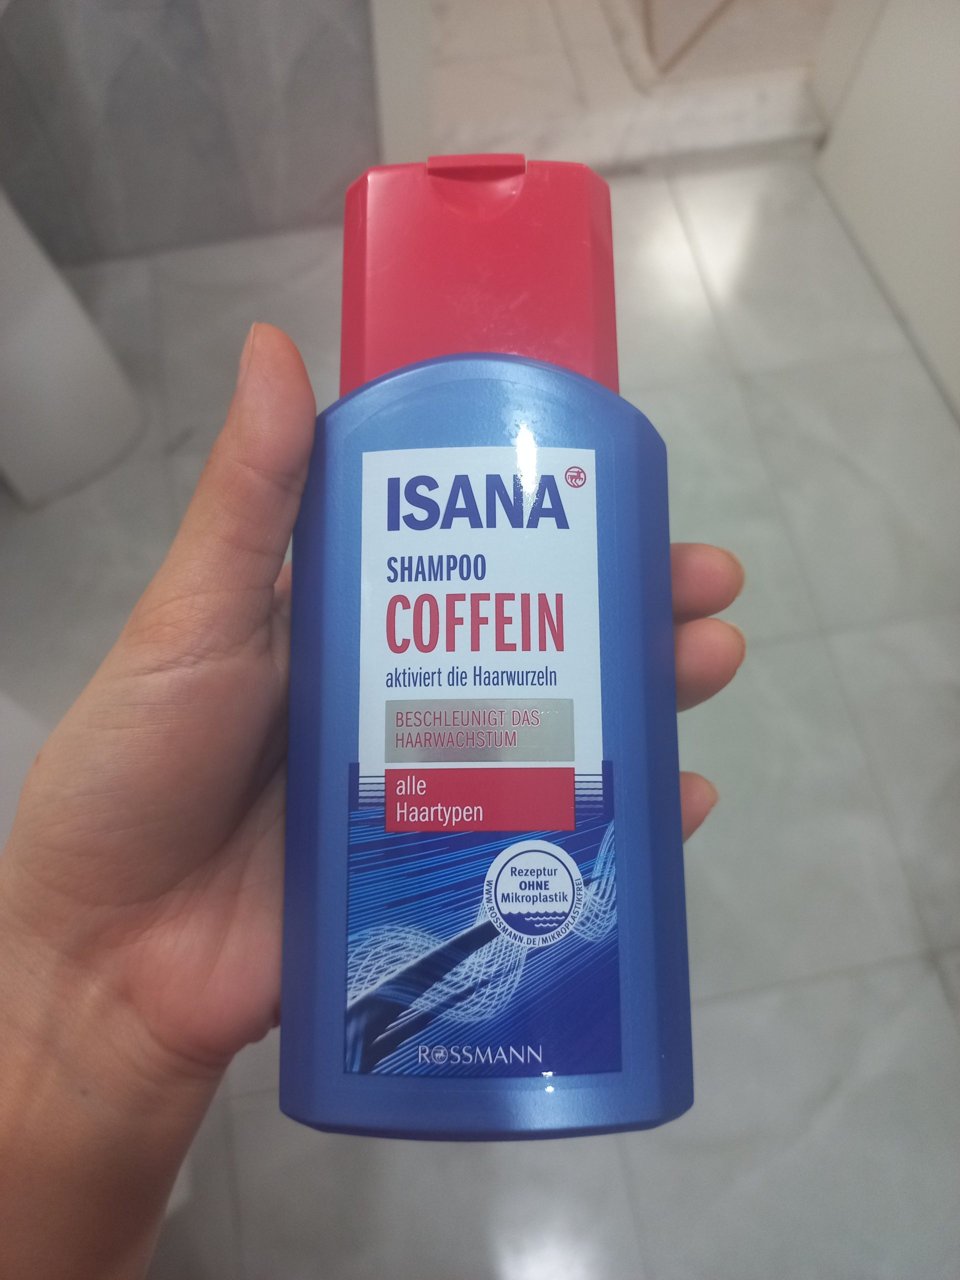 ISANA
SHAMPOO
COFFEIN
aktiviert die Haarwurzeln
BESCHLEUNIGT DAS
HAARWACHSTUM
alle
Haartypen
Rezeptur
OHNE
Mikroplastik
WWW.ROSSMANN.DE/MIKROPLASTIKFREI
ROSSMANN